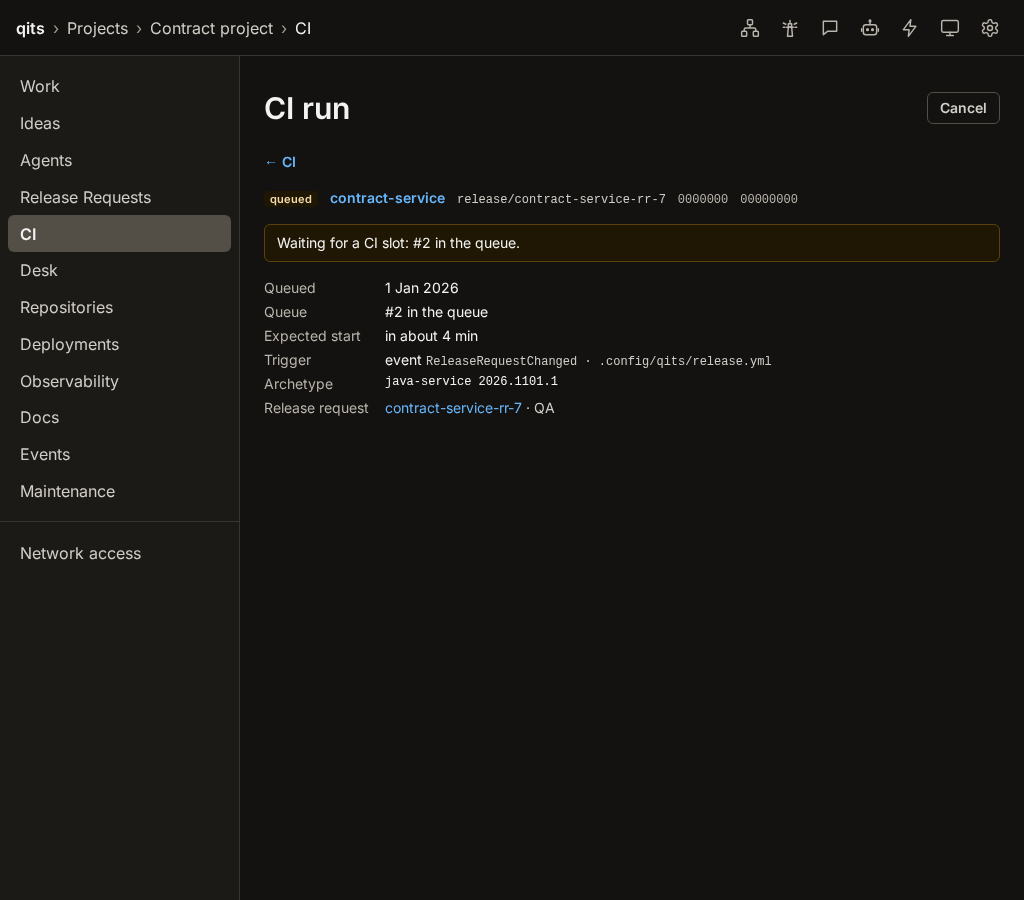 qits › Projects › Contract project › CI
Work
Ideas
Agents
Release Requests
CI
Desk
Repositories
Deployments
Observability
Docs
Events
Maintenance
Network access
CI run
Cancel
← CI
queued contract-service release/contract-service-rr-7 0000000 00000000
Waiting for a CI slot: #2 in the queue.
Queued 1 Jan 2026
Queue #2 in the queue
Expected start in about 4 min
Trigger event ReleaseRequestChanged · .config/qits/release.yml
Archetype java-service 2026.1101.1
Release request contract-service-rr-7 · QA